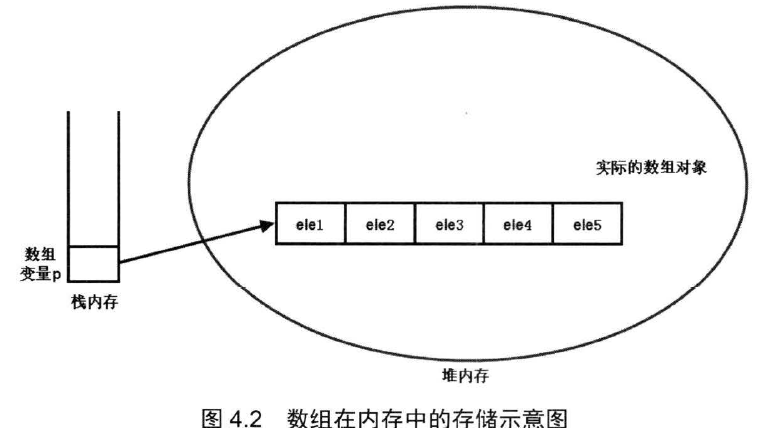 实际的数组对象
ele1 ele2 ele3 ele4 ele5
数组
变量p
栈内存
堆内存
图 4.2 数组在内存中的存储示意图